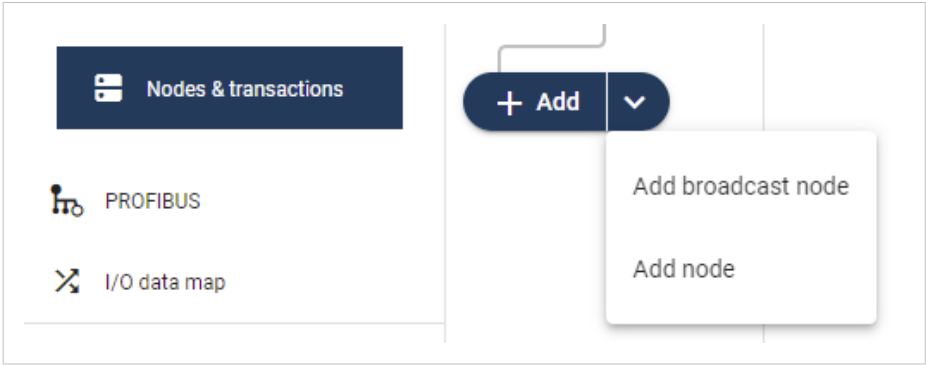 Nodes & transactions
Add
PROFIBUS
Add broadcast node
I/O data map
Add node